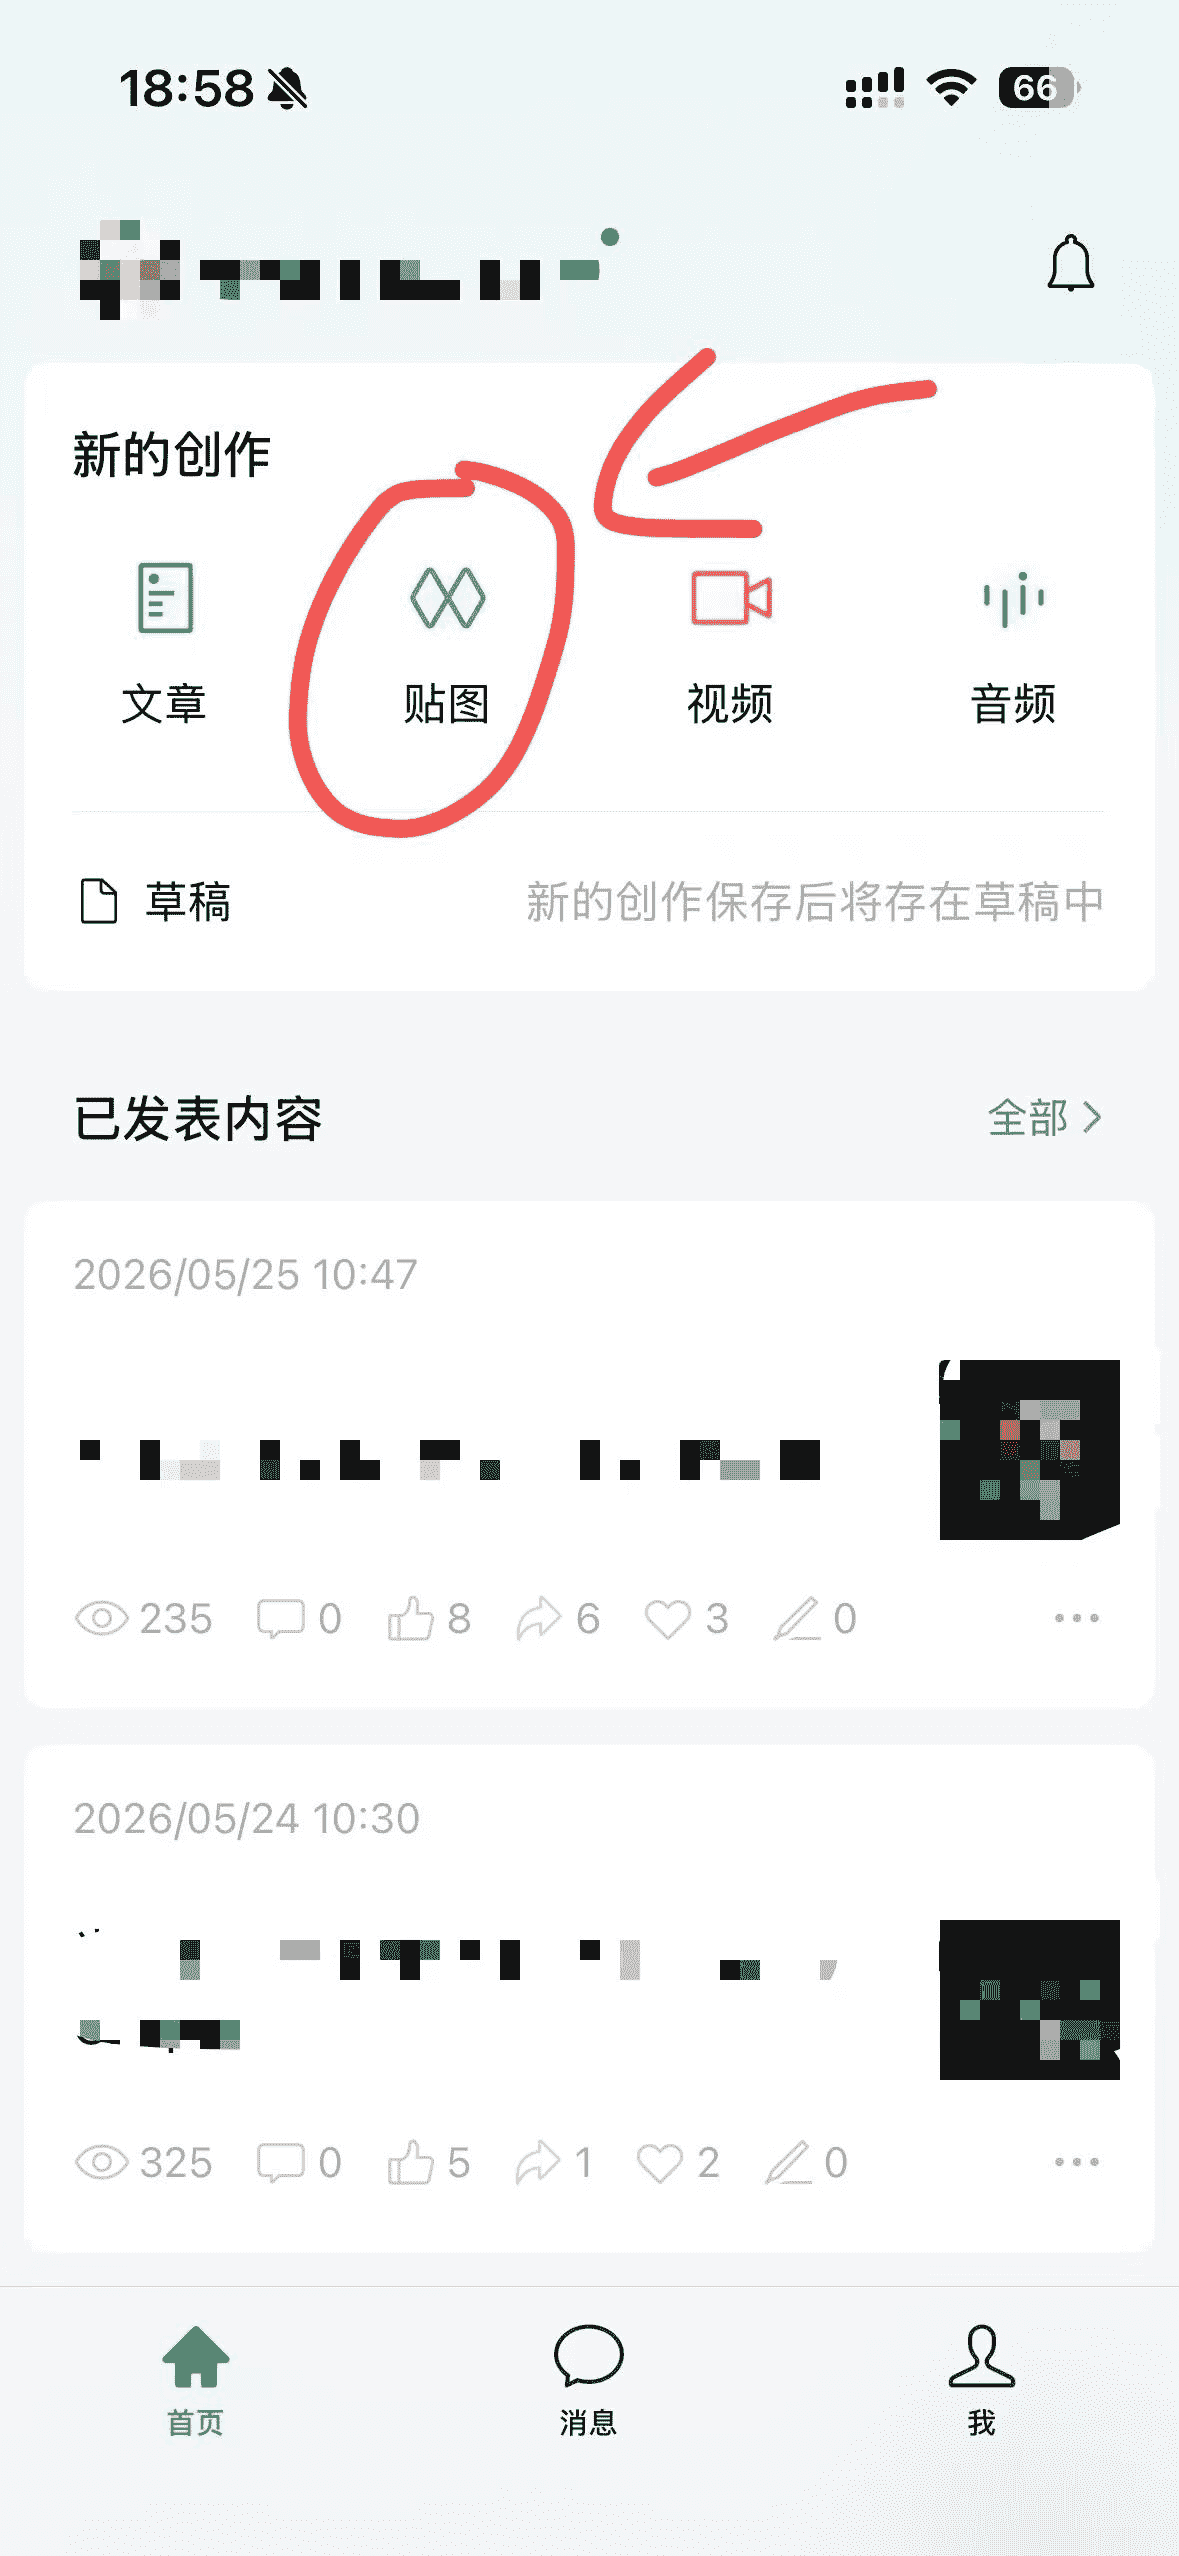 18:58
66
新的创作
文章 贴图 视频 音频
草稿 新的创作保存后将存在草稿中
已发表内容 全部
2026/05/25 10:47
235 0 8 6 3 0
2026/05/24 10:30
325 0 5 1 2 0
首页 消息 我